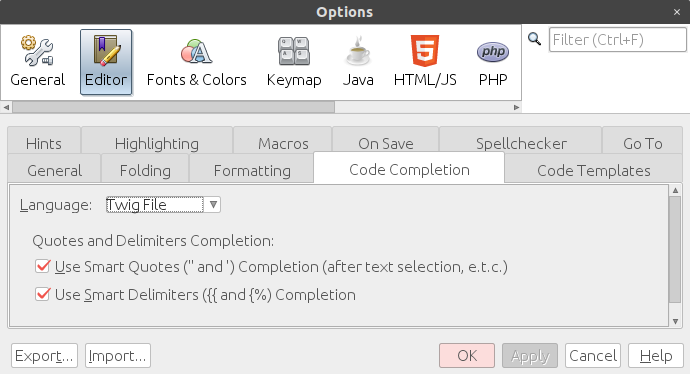 Options
General Editor Fonts & Colors Keymap Java HTML/JS PHP
Filter (Ctrl+F)
Hints Highlighting Macros On Save Spellchecker Go To
General Folding Formatting Code Completion Code Templates
Language: Twig File
Quotes and Delimiters Completion:
Use Smart Quotes (" and ') Completion (after text selection, e.t.c.)
Use Smart Delimiters ({{ and {%) Completion
Export... Import... OK Apply Cancel Help